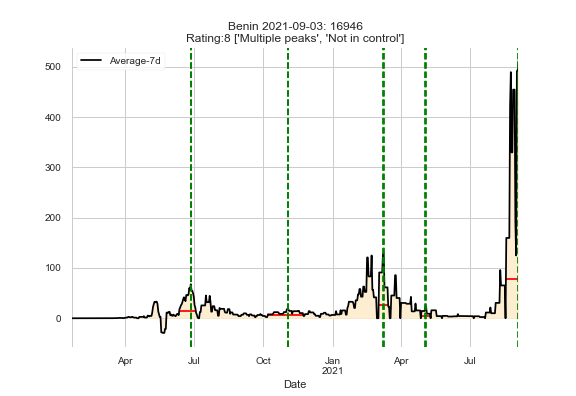 Benin 2021-09-03: 16946
Rating:8 ['Multiple peaks', 'Not in control']
Average-7d
500
400
300
200
100
0
Apr
Jul
Oct
Jan
2021
Apr
Jul
Date